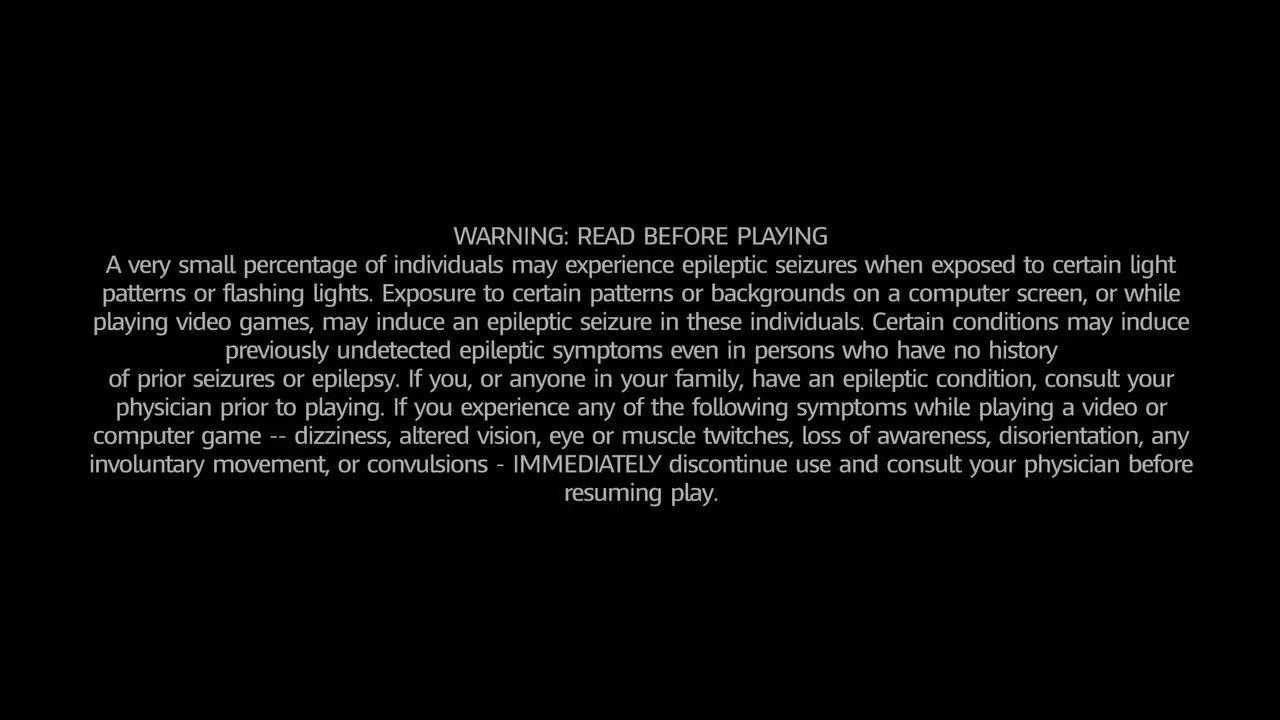 WARNING: READ BEFORE PLAYING
A very small percentage of individuals may experience epileptic seizures when exposed to certain light
patterns or flashing lights. Exposure to certain patterns or backgrounds on a computer screen, or while
playing video games, may induce an epileptic seizure in these individuals. Certain conditions may induce
previously undetected epileptic symptoms even in persons who have no history
of prior seizures or epilepsy. If you, or anyone in your family, have an epileptic condition, consult your
physician prior to playing. If you experience any of the following symptoms while playing a video or
computer game -- dizziness, altered vision, eye or muscle twitches, loss of awareness, disorientation, any
involuntary movement, or convulsions - IMMEDIATELY discontinue use and consult your physician before
resuming play.